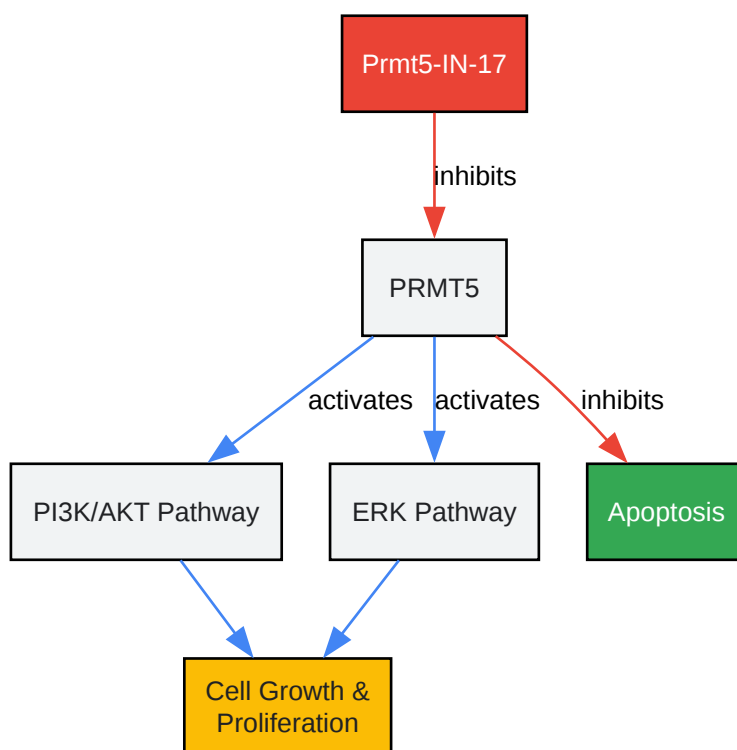 Prmt5-IN-17
inhibits
PRMT5
activates
activates
inhibits
PI3K/AKT Pathway
ERK Pathway
Apoptosis
Cell Growth &
Proliferation